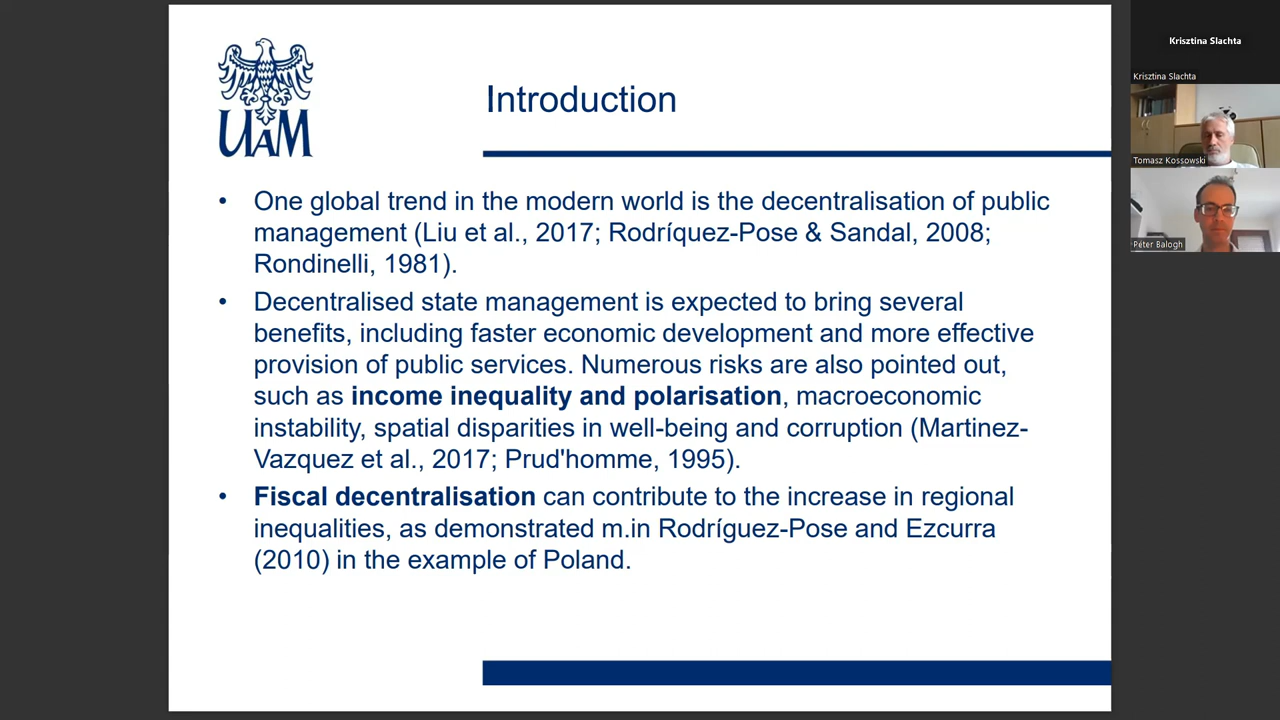 UAM
Introduction
• One global trend in the modern world is the decentralisation of public
management (Liu et al., 2017; Rodríquez-Pose & Sandal, 2008;
Rondinelli, 1981).
• Decentralised state management is expected to bring several
benefits, including faster economic development and more effective
provision of public services. Numerous risks are also pointed out,
such as income inequality and polarisation, macroeconomic
instability, spatial disparities in well-being and corruption (Martinez-
Vazquez et al., 2017; Prud'homme, 1995).
• Fiscal decentralisation can contribute to the increase in regional
inequalities, as demonstrated m.in Rodríguez-Pose and Ezcurra
(2010) in the example of Poland.
Krisztina Slachta
Krisztina Slachta
Tomasz Kossowski
Péter Balogh